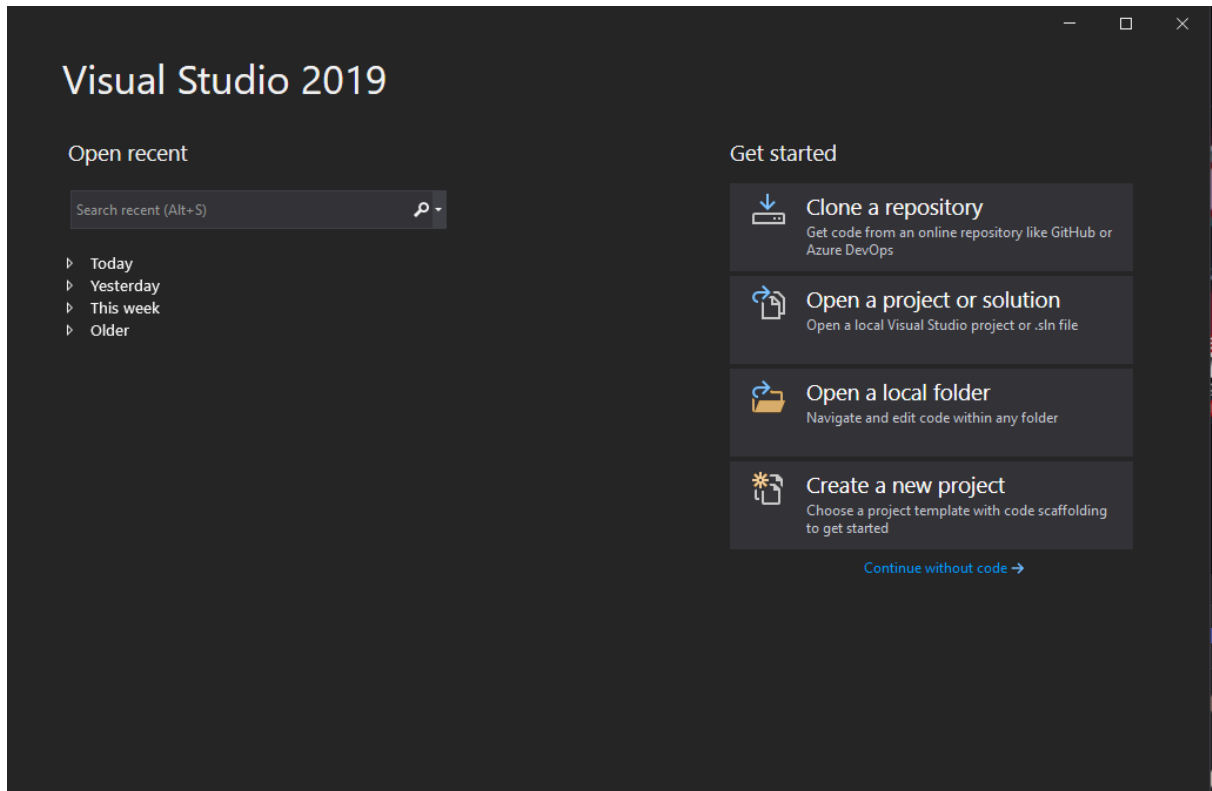 Visual Studio 2019
Open recent
Search recent (Alt+S)
Today
Yesterday
This week
Older
Get started
Clone a repository
Get code from an online repository like GitHub or
Azure DevOps
Open a project or solution
Open a local Visual Studio project or .sln file
Open a local folder
Navigate and edit code within any folder
Create a new project
Choose a project template with code scaffolding
to get started
Continue without code